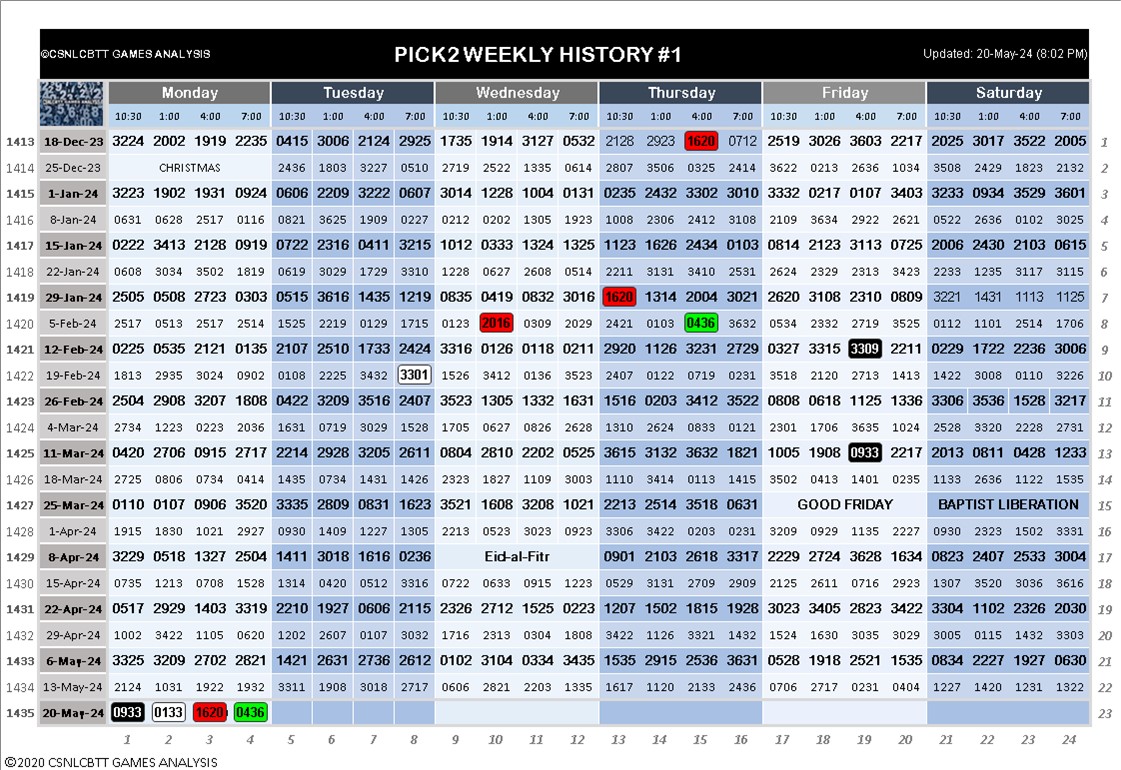 ©CSNLCBTT GAMES ANALYSIS PICK2 WEEKLY HISTORY #1 Updated: 20-May-24 (8:02 PM)
Monday Tuesday Wednesday Thursday Friday Saturday
10:30 1:00 4:00 7:00 10:30 1:00 4:00 7:00 10:30 1:00 4:00 7:00 10:30 1:00 4:00 7:00 10:30 1:00 4:00 7:00 10:30 1:00 4:00 7:00
1413 18-Dec-23 3224 2002 1919 2235 0415 3006 2124 2925 1735 1914 3127 0532 2128 2923 1620 0712 2519 3026 3603 2217 2025 3017 3522 2005 1
1414 25-Dec-23 CHRISTMAS 2436 1803 3227 0510 2719 2522 1335 0614 2807 3506 0325 2414 3622 0213 2636 1034 3508 2429 1823 2132 2
1415 1-Jan-24 3223 1902 1931 0924 0606 2209 3222 0607 3014 1228 1004 0131 0235 2432 3302 3010 3332 0217 0107 3403 3233 0934 3529 3601 3
1416 8-Jan-24 0631 0628 2517 0116 0821 3625 1909 0227 0212 0202 1305 1923 1008 2306 2412 3108 2109 3634 2922 2621 0522 2636 0102 3025 4
1417 15-Jan-24 0222 3413 2128 0919 0722 2316 0411 3215 1012 0333 1324 1325 1123 1626 2434 0103 0814 2123 3113 0725 2006 2430 2103 0615 5
1418 22-Jan-24 0608 3034 3502 1819 0619 3029 1729 3310 1228 0627 2608 0514 2211 3131 3410 2531 2624 2329 2313 3423 2233 1235 3117 3115 6
1419 29-Jan-24 2505 0508 2723 0303 0515 3616 1435 1219 0835 0419 0832 3016 1620 1314 2004 3021 2620 3108 2310 0809 3221 1431 1113 1125 7
1420 5-Feb-24 2517 0513 2517 2514 1525 2219 0129 1715 0123 2016 0309 2029 2421 0103 0436 3632 0534 2332 2719 3525 0112 1101 2514 1706 8
1421 12-Feb-24 0225 0535 2121 0135 2107 2510 1733 2424 3316 0126 0118 0211 2920 1126 3231 2729 0327 3315 3309 2211 0229 1722 2236 3006 9
1422 19-Feb-24 1813 2935 3024 0902 0108 2225 3432 3301 1526 3412 0136 3523 2407 0122 0719 0231 3518 2120 2713 1413 1422 3008 0110 3226 10
1423 26-Feb-24 2504 2908 3207 1808 0422 3209 3516 2407 3523 1305 1332 1631 1516 0203 3412 3522 0808 0618 1125 1336 3306 3536 1528 3217 11
1424 4-Mar-24 2734 1223 0223 2036 1631 0719 3029 1528 1705 0627 0826 2628 1310 2624 0833 0121 2301 1706 3635 1024 2528 3320 2228 2731 12
1425 11-Mar-24 0420 2706 0915 2717 2214 2928 3205 2611 0804 2810 2202 0525 3615 3132 3632 1821 1005 1908 0933 2217 2013 0811 0428 1233 13
1426 18-Mar-24 2725 0806 0734 0414 1435 0734 1431 1426 2323 1827 1109 3003 1110 3414 0113 1415 3502 0413 1401 0235 1133 2636 1122 1535 14
1427 25-Mar-24 0110 0107 0906 3520 3335 2809 0831 1623 3521 1608 3208 1021 2213 2514 3518 0631 GOOD FRIDAY BAPTIST LIBERATION 15
1428 1-Apr-24 1915 1830 1021 2927 0930 1409 1227 1305 2213 0523 3023 0923 3306 3422 0203 0231 3209 0929 1135 2227 0930 2323 1502 3331 16
1429 8-Apr-24 3229 0518 1327 2504 1411 3018 1616 0236 Eid-al-Fitr 0901 2103 2618 3317 2229 2724 3628 1634 0823 2407 2533 3004 17
1430 15-Apr-24 0735 1213 0708 1528 1314 0420 0512 3316 0722 0633 0915 1223 0529 3131 2709 2909 2125 2611 0716 2923 1307 3520 3036 3616 18
1431 22-Apr-24 0517 2929 1403 3319 2210 1927 0606 2115 2326 2712 1525 0223 1207 1502 1815 1928 3023 3405 2823 3422 3304 1102 2326 2030 19
1432 29-Apr-24 1002 3422 1105 0620 1202 2607 0107 3032 1716 2313 0304 1808 3422 1126 3321 1432 1524 1630 3035 3029 3005 0115 1432 3303 20
1433 6-May-24 3325 3209 2702 2821 1421 2631 2736 2612 0102 3104 0334 3435 1535 2915 2536 3631 0528 1918 2521 1535 0834 2227 1927 0630 21
1434 13-May-24 2124 1031 1922 1932 3311 1908 3018 2717 0606 2821 2203 1335 1617 1120 2133 2436 0706 2717 0231 0404 1227 1420 1231 1322 22
1435 20-May-24 0933 0133 1620 0436 23
1 2 3 4 5 6 7 8 9 10 11 12 13 14 15 16 17 18 19 20 21 22 23 24
©2020 CSNLCBTT GAMES ANALYSIS